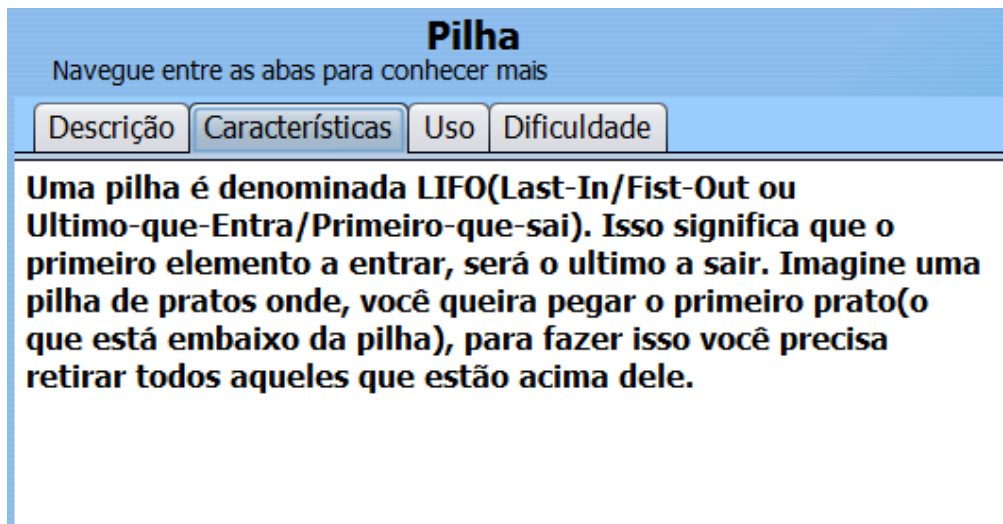 Pilha
Navegue entre as abas para conhecer mais
Descrição Características Uso Dificuldade
Uma pilha é denominada LIFO(Last-In/Fist-Out ou
Ultimo-que-Entra/Primeiro-que-sai). Isso significa que o
primeiro elemento a entrar, será o ultimo a sair. Imagine uma
pilha de pratos onde, você queira pegar o primeiro prato(o
que está embaixo da pilha), para fazer isso você precisa
retirar todos aqueles que estão acima dele.